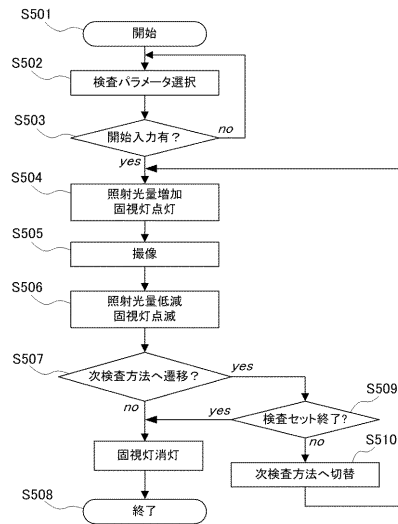 S501
開始
S502
検査パラメータ選択
S503
開始入力有？
no
yes
S504
照射光量増加
固視灯点灯
S505
撮像
S506
照射光量低減
固視灯点滅
S507
次検査方法へ遷移？
yes
no
S509
検査セット終了？
yes
no
固視灯消灯
S510
次検査方法へ切替
S508
終了